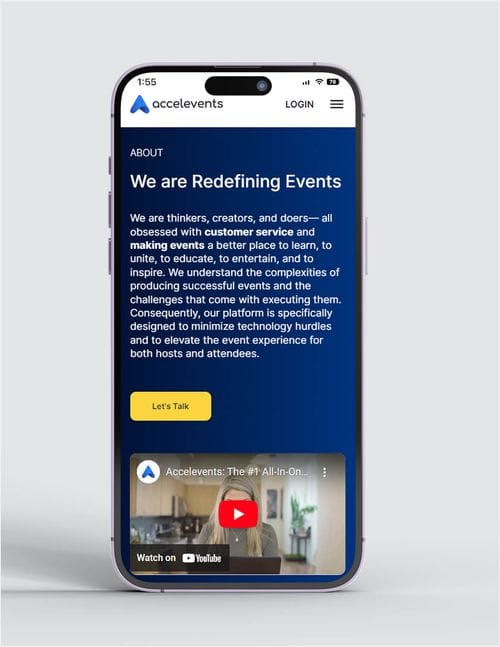 1:55
78
accelevents
LOGIN
ABOUT
We are Redefining Events
We are thinkers, creators, and doers— all
obsessed with customer service and
making events a better place to learn, to
unite, to educate, to entertain, and to
inspire. We understand the complexities of
producing successful events and the
challenges that come with executing them.
Consequently, our platform is specifically
designed to minimize technology hurdles
and to elevate the event experience for
both hosts and attendees.
Let's Talk
Accelevents: The #1 All-In-On...
Watch on YouTube